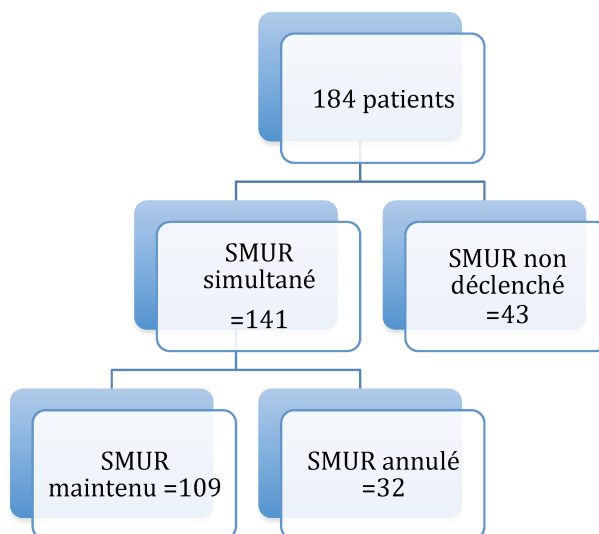 184 patients
SMUR
simultané
=141
SMUR non
déclenché
=43
SMUR
maintenu =109
SMUR annulé
=32